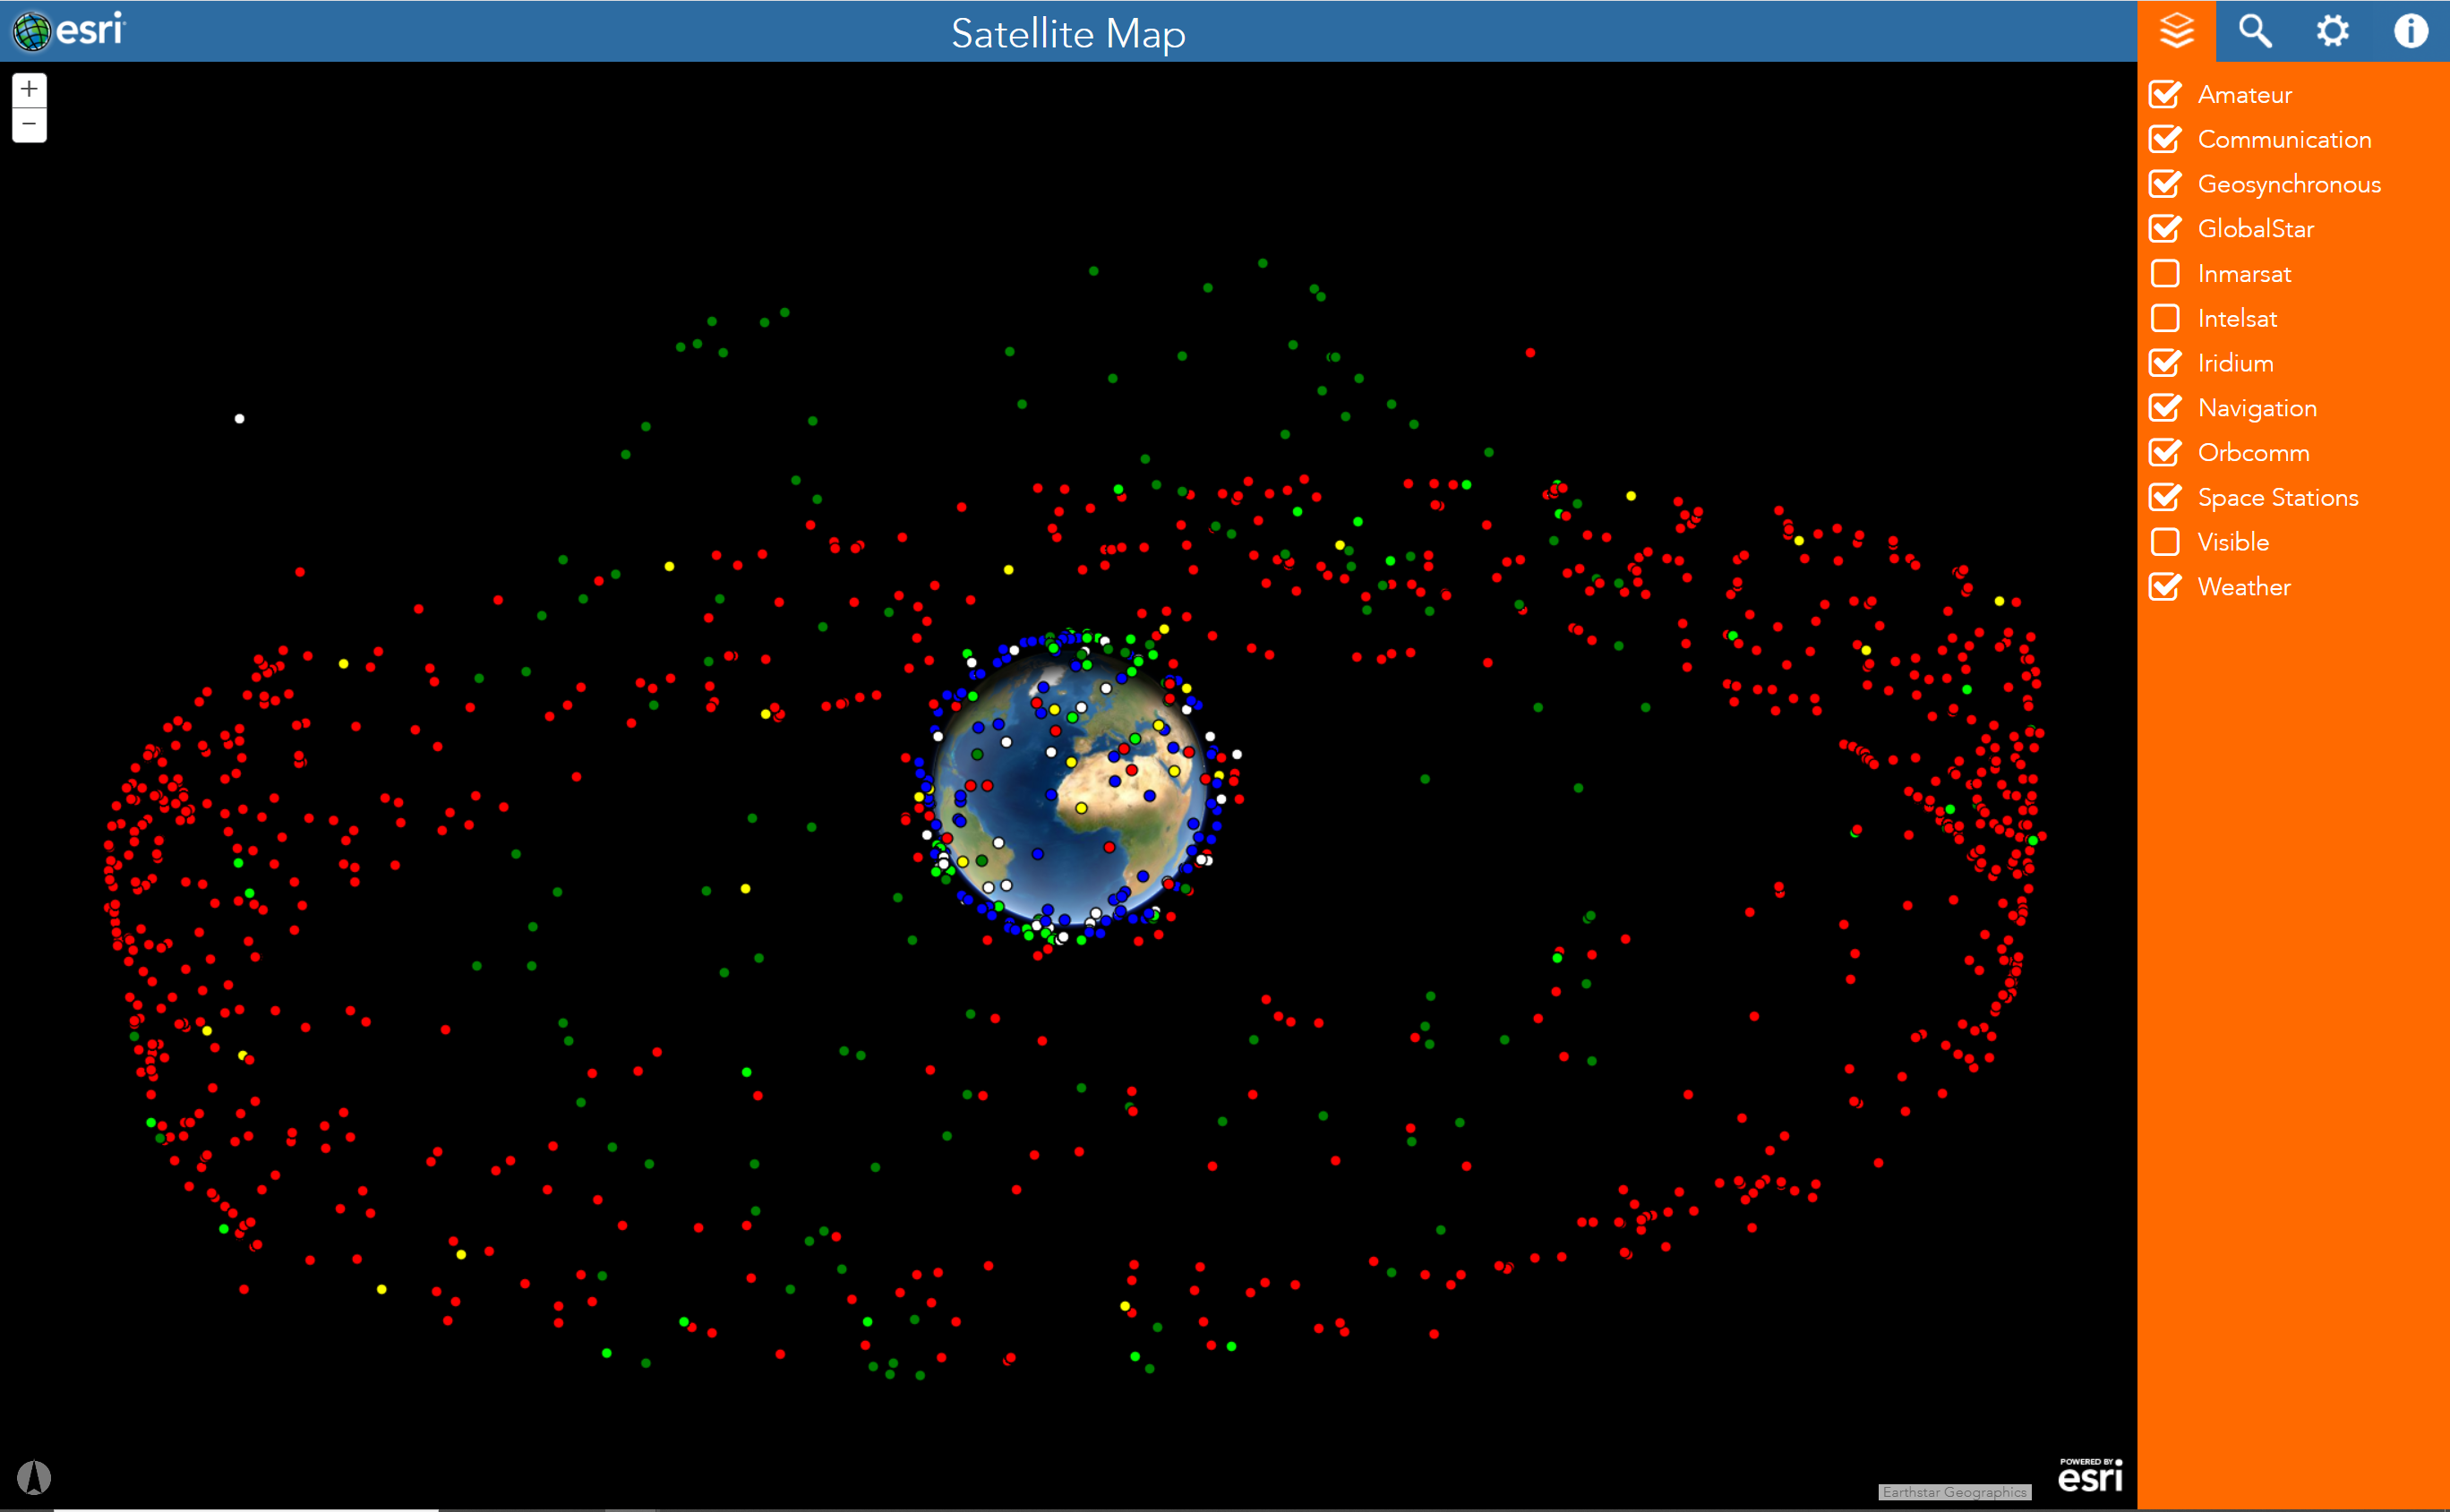 esri
Satellite Map
Amateur
Communication
Geosynchronous
GlobalStar
Inmarsat
Intelsat
Iridium
Navigation
Orbcomm
Space Stations
Visible
Weather
POWERED BY
esri
Earthstar Geographics